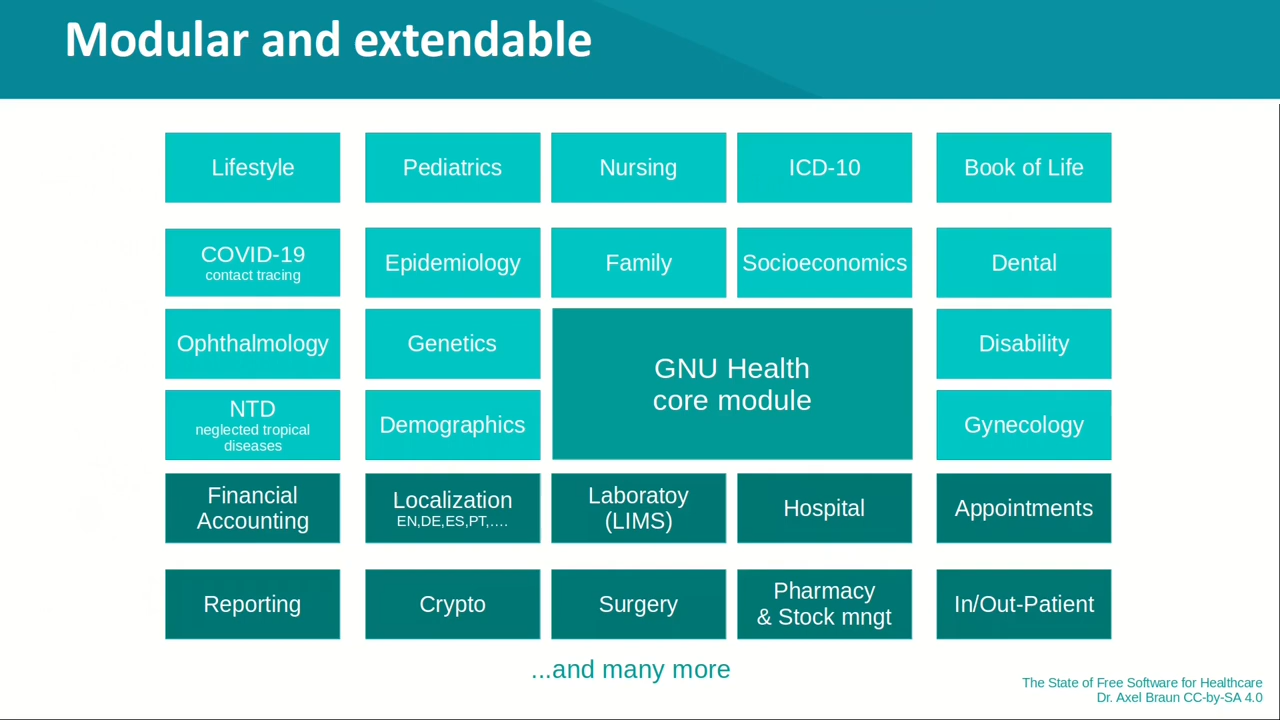 Modular and extendable
Lifestyle
Pediatrics
Nursing
ICD-10
Book of Life
COVID-19
contact tracing
Epidemiology
Family
Socioeconomics
Dental
Ophthalmology
Genetics
GNU Health
core module
Disability
NTD
neglected tropical
diseases
Demographics
Gynecology
Financial
Accounting
Localization
EN,DE,ES,PT,....
Laboratoy
(LIMS)
Hospital
Appointments
Reporting
Crypto
Surgery
Pharmacy
& Stock mngt
In/Out-Patient
...and many more
The State of Free Software for Healthcare
Dr. Axel Braun CC-by-SA 4.0